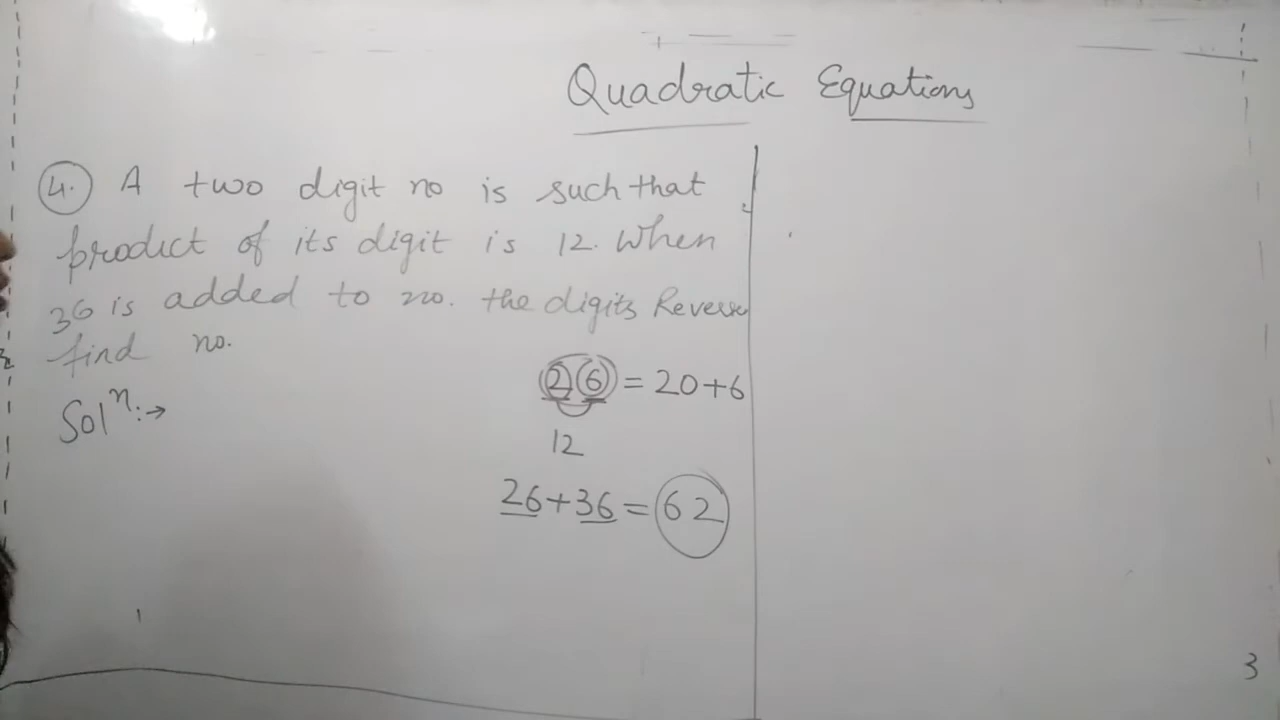 Quadratic Equations
4. A two digit no is such that
product of its digit is 12. When
36 is added to no. the digits Reverse
find no.
Solⁿ:→
26 = 20+6
12
26+36 = 62
3